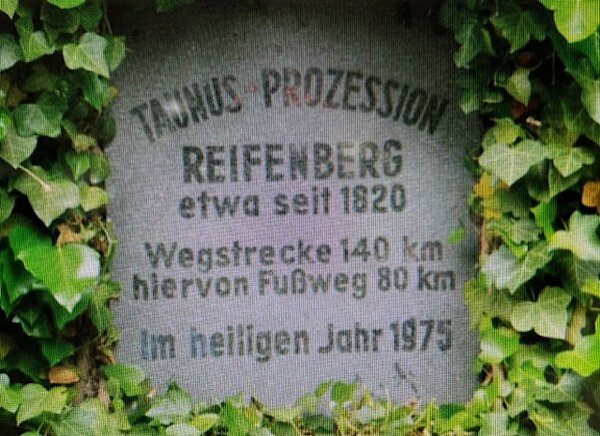 TAUNUS-PROZESSION
REIFENBERG
etwa seit 1820
Wegstrecke 140 km
hiervon Fußweg 80 km
Im heiligen Jahr 1975